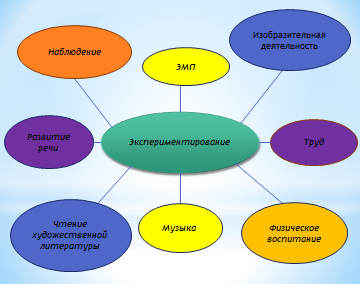 Наблюдение
ЭМП
Изобразительная
деятельность
Развитие
речи
Экспериментирование
Труд
Чтение
художественной
литературы
Музыка
Физическое
воспитание